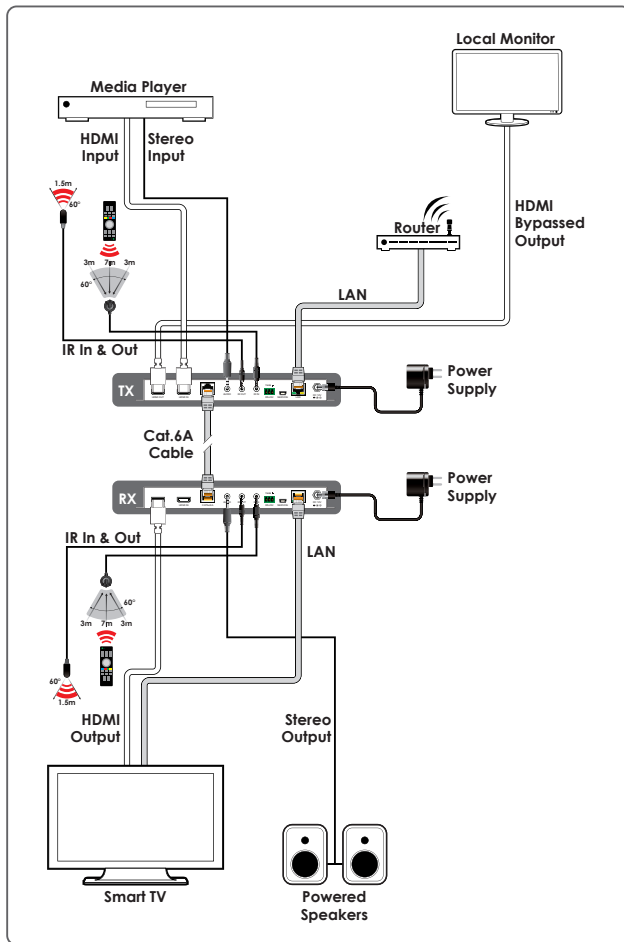 Local Monitor
Media Player
HDMI
Input
Stereo
Input
1.5m
60°
3m 7m 3m
60°
HDMI
Bypassed
Output
Router
LAN
IR In & Out
TX
Power
Supply
Cat.6A
Cable
RX
Power
Supply
IR In & Out
LAN
60°
3m 7m 3m
60°
1.5m
HDMI
Output
Stereo
Output
Smart TV
Powered
Speakers